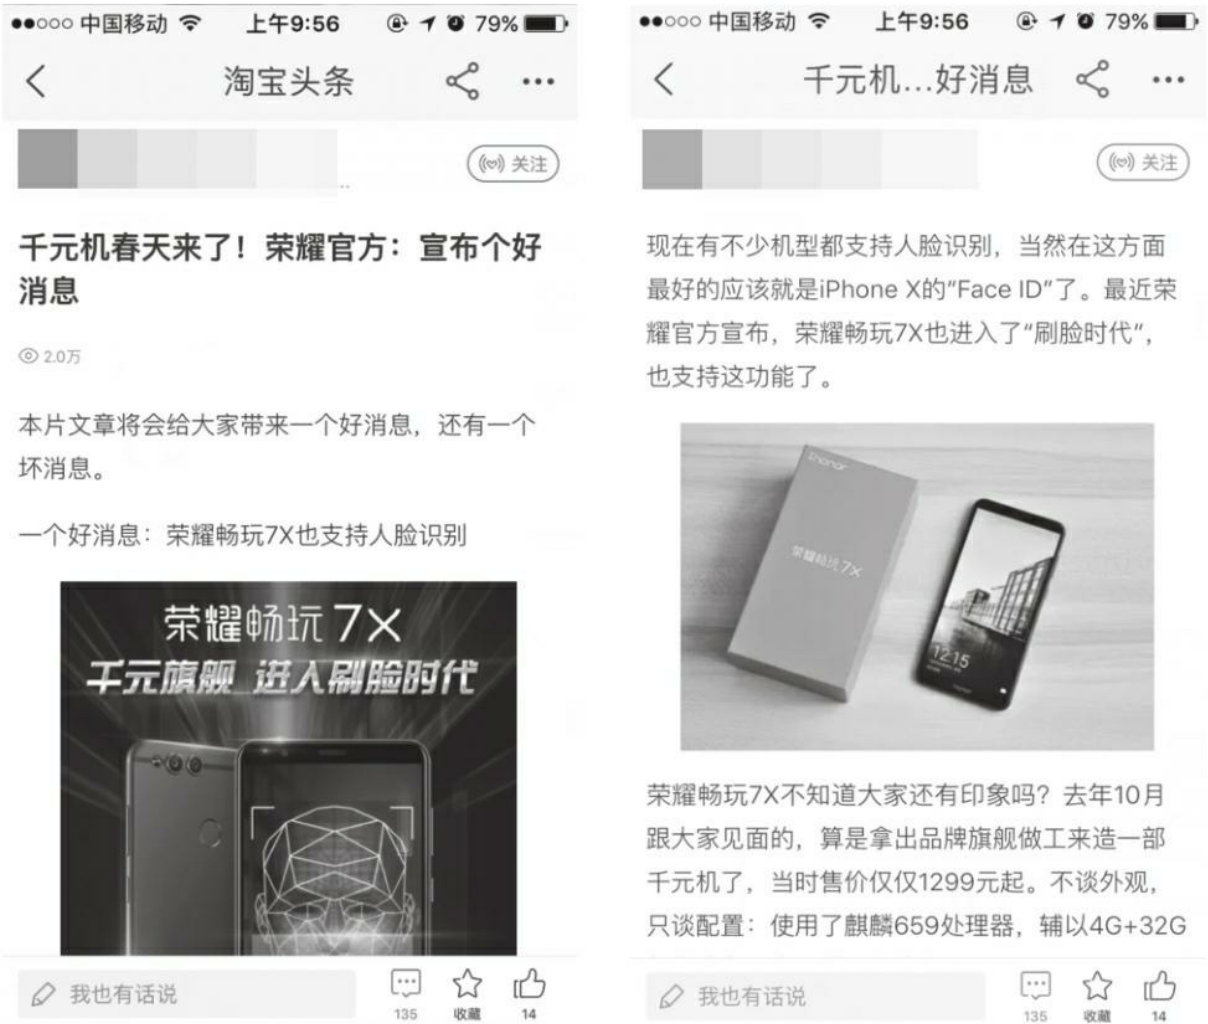 中国移动 上午9:56 79%
淘宝头条
关注
千元机春天来了！荣耀官方：宣布个好
消息
2.0万
本片文章将会给大家带来一个好消息，还有一个
坏消息。
一个好消息：荣耀畅玩7X也支持人脸识别
荣耀畅玩 7X
千元旗舰 进入刷脸时代
我也有话说
135
收藏
14
中国移动 上午9:56 79%
千元机...好消息
关注
现在有不少机型都支持人脸识别，当然在这方面
最好的应该就是iPhone X的“Face ID”了。最近荣
耀官方宣布，荣耀畅玩7X也进入了“刷脸时代”，
也支持这功能了。
honor
荣耀畅玩7X
12:15
honor
荣耀畅玩7X不知道大家还有印象吗？去年10月
跟大家见面的，算是拿出品牌旗舰做工来造一部
千元机了，当时售价仅仅1299元起。不谈外观，
只谈配置：使用了麒麟659处理器，辅以4G+32G
我也有话说
135
收藏
14